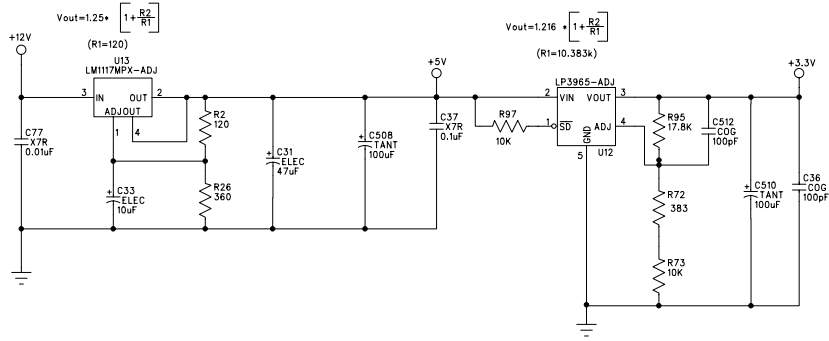 Vout=1.25* [1+R2/R1]
(R1=120)
+12V
U13
LM1117MPX-ADJ
3 IN OUT 2
ADJOUT
1 4
C77
X7R
0.01uF
C33
ELEC
10uF
R2
120
R26
360
C31
ELEC
47uF
C508
TANT
100uF
+5V
C37
X7R
0.1uF
Vout=1.216 *[1+R2/R1]
(R1=10.383k)
LP3965-ADJ
2 VIN VOUT 3
R97
10K
1 SD ADJ 4
GND
5
U12
R95
17.8K
C512
COG
100pF
R72
383
R73
10K
+3.3V
C510
TANT
100uF
C36
COG
100pF